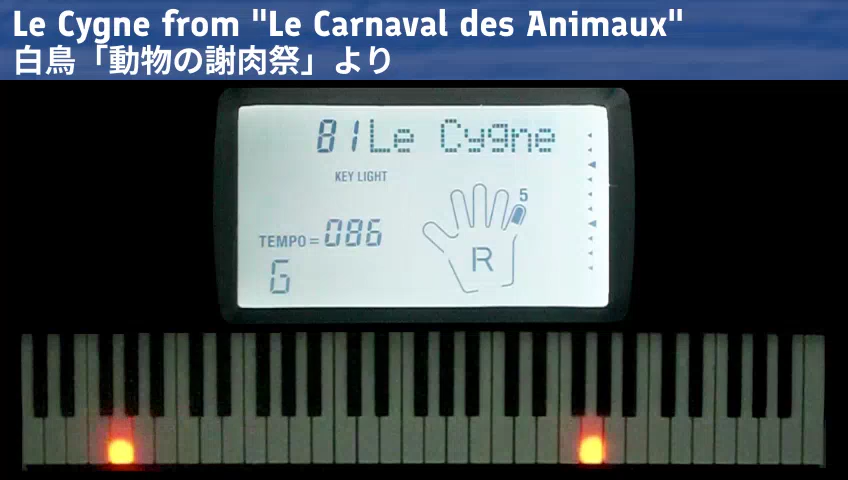 Le Cygne from "Le Carnaval des Animaux"
白鳥「動物の謝肉祭」より
81 Le Cygne
KEY LIGHT
5
TEMPO = 086
R
G